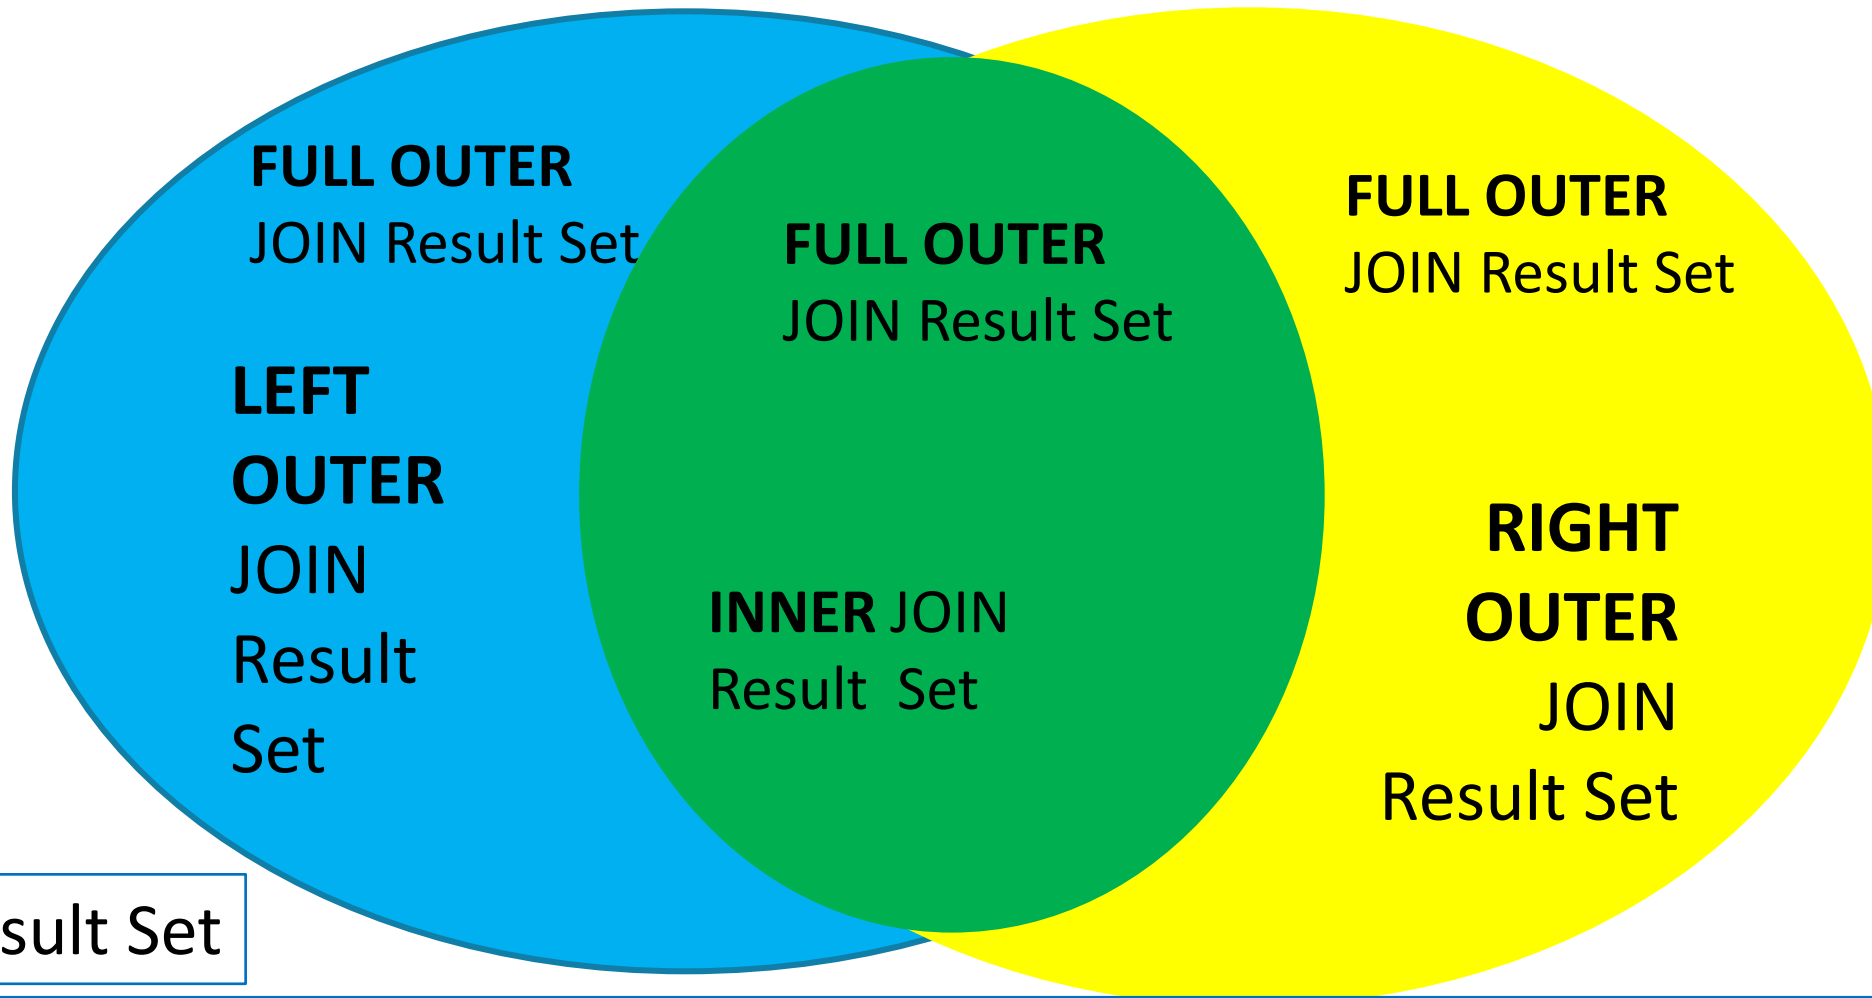 FULL OUTER
JOIN Result Set
LEFT
OUTER
JOIN
Result
Set
FULL OUTER
JOIN Result Set
INNER JOIN
Result Set
FULL OUTER
JOIN Result Set
RIGHT
OUTER
JOIN
Result Set
Set